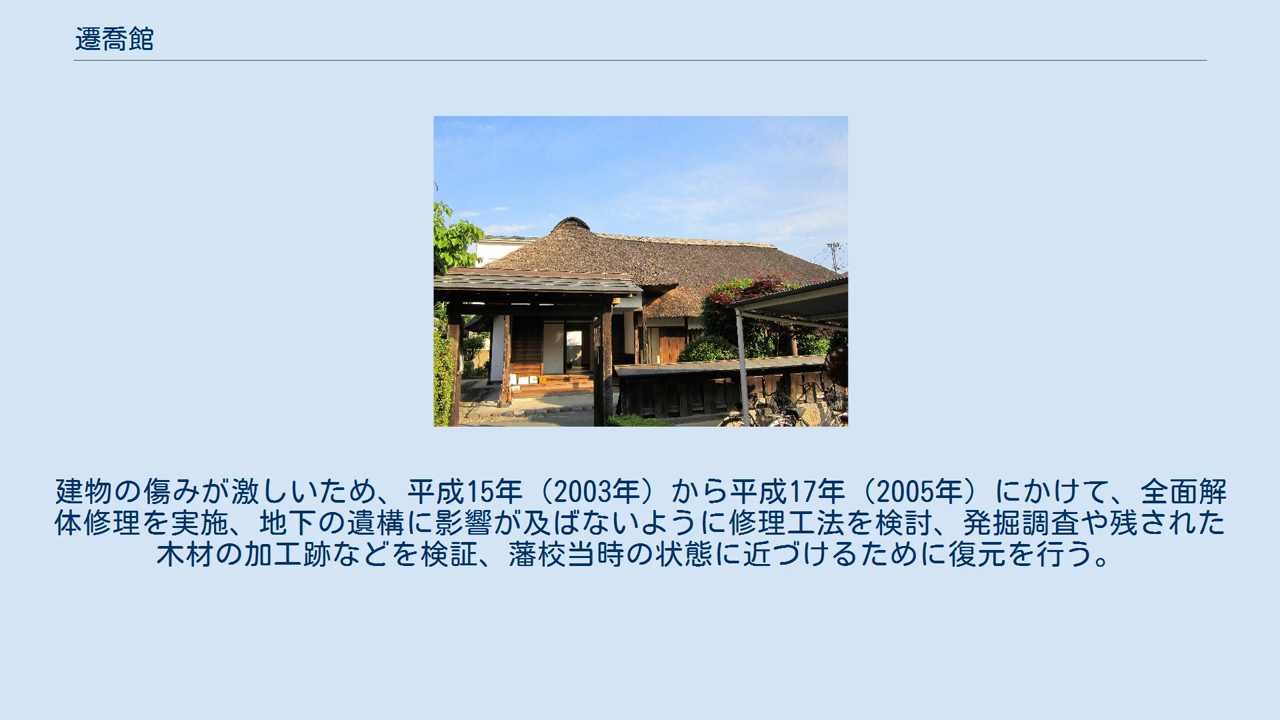 遷喬館
建物の傷みが激しいため、平成15年（2003年）から平成17年（2005年）にかけて、全面解
体修理を実施、地下の遺構に影響が及ばないように修理工法を検討、発掘調査や残された
木材の加工跡などを検証、藩校当時の状態に近づけるために復元を行う。